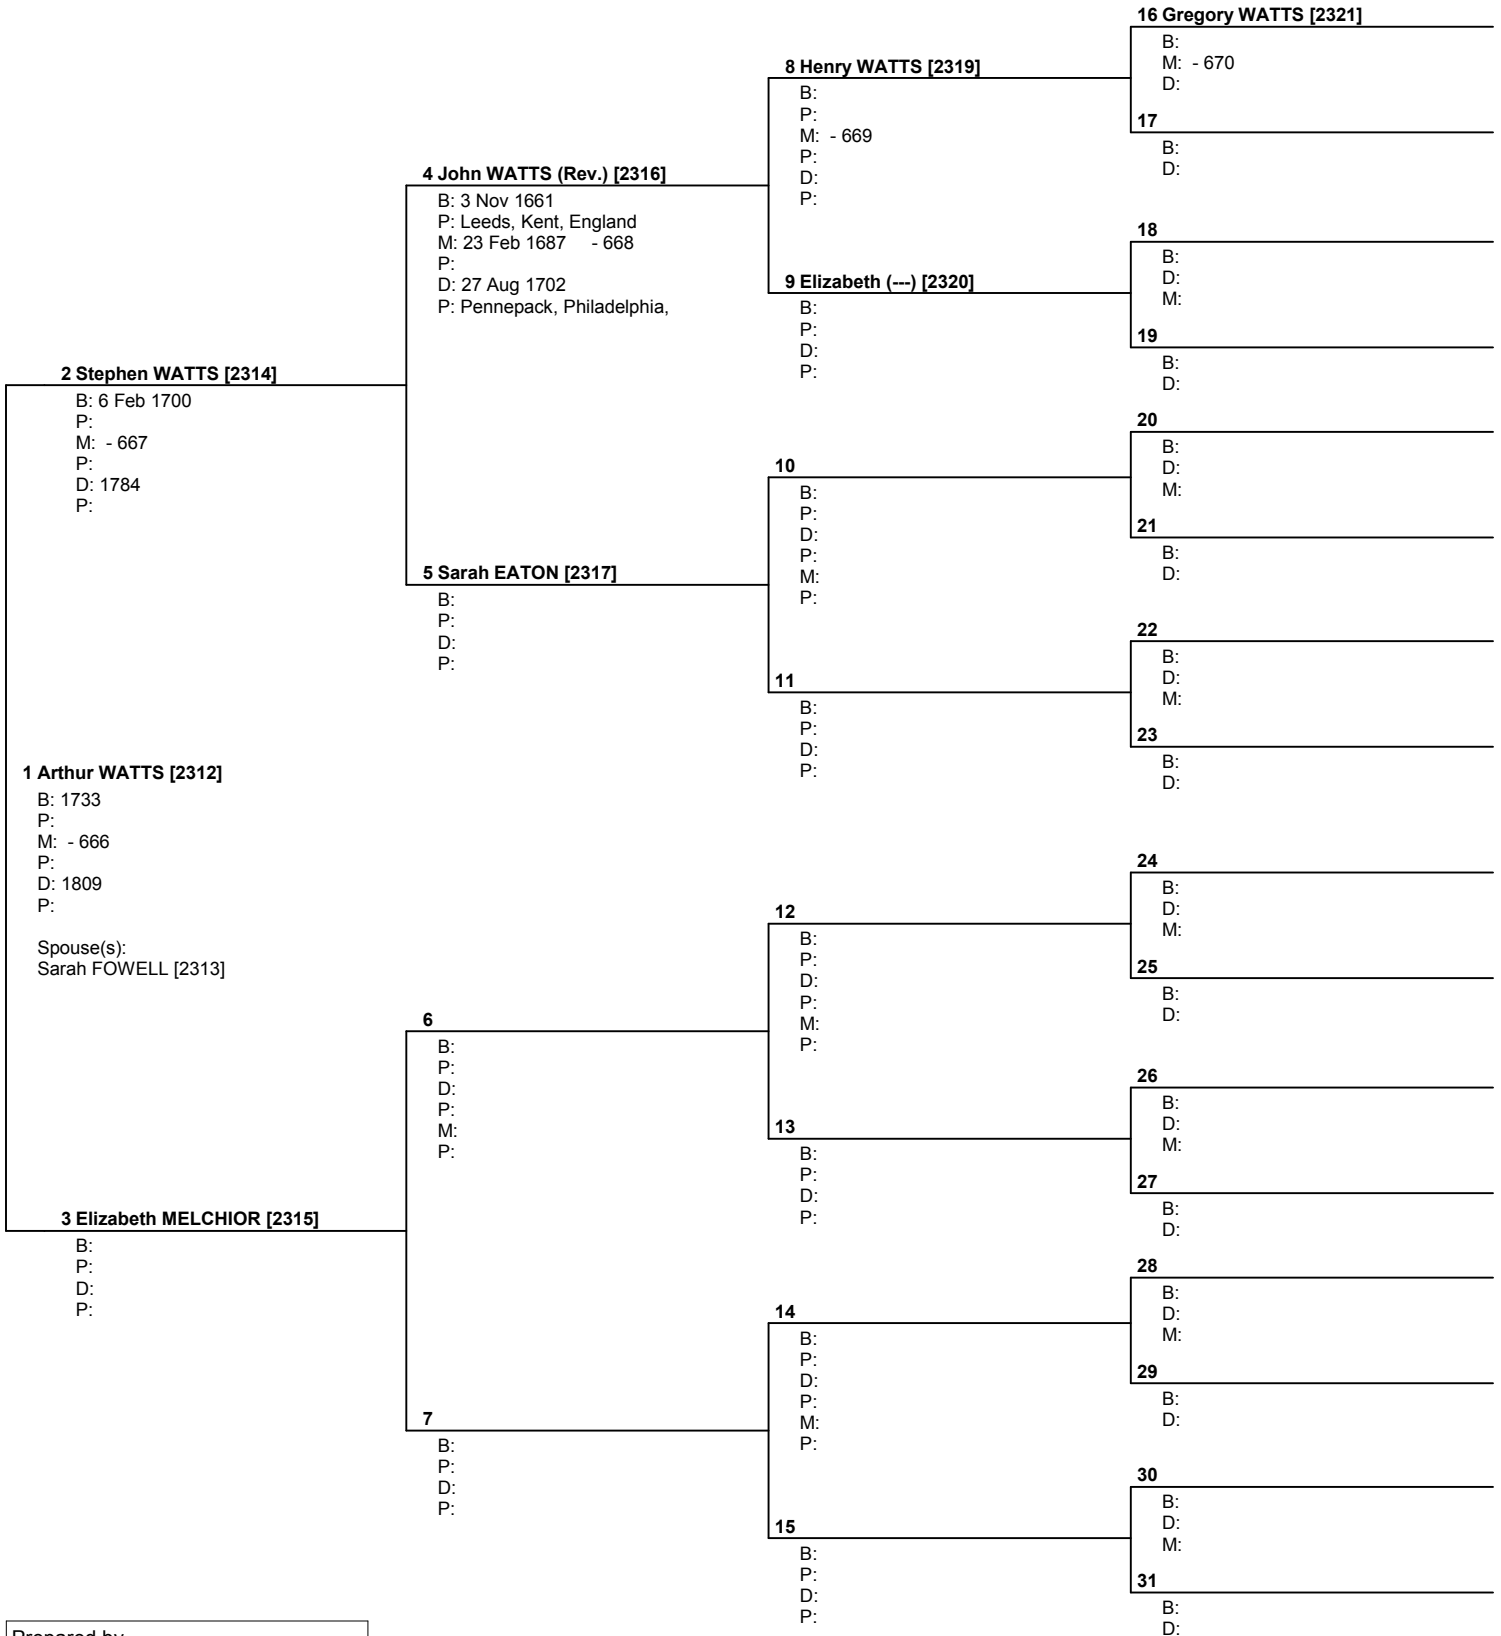 16 Gregory WATTS [2321]
B:
M: - 670
D:
8 Henry WATTS [2319]
B:
P:
M: - 669
P:
D:
P:
17
B:
D:
4 John WATTS (Rev.) [2316]
B: 3 Nov 1661
P: Leeds, Kent, England
M: 23 Feb 1687 - 668
P:
D: 27 Aug 1702
P: Pennepack, Philadelphia,
18
B:
D:
M:
9 Elizabeth (---) [2320]
B:
P:
D:
P:
19
B:
D:
2 Stephen WATTS [2314]
B: 6 Feb 1700
P:
M: - 667
P:
D: 1784
P:
20
B:
D:
M:
10
B:
P:
D:
P:
M:
P:
21
B:
D:
5 Sarah EATON [2317]
B:
P:
D:
P:
22
B:
D:
M:
11
B:
P:
D:
P:
23
B:
D:
1 Arthur WATTS [2312]
B: 1733
P:
M: - 666
P:
D: 1809
P:
Spouse(s):
Sarah FOWELL [2313]
24
B:
D:
M:
12
B:
P:
D:
P:
M:
P:
25
B:
D:
6
B:
P:
D:
P:
M:
P:
26
B:
D:
M:
13
B:
P:
D:
P:
27
B:
D:
3 Elizabeth MELCHIOR [2315]
B:
P:
D:
P:
28
B:
D:
M:
14
B:
P:
D:
P:
M:
P:
29
B:
D:
7
B:
P:
D:
P:
30
B:
D:
M:
15
B:
P:
D:
P:
31
B:
D:
Prepared by